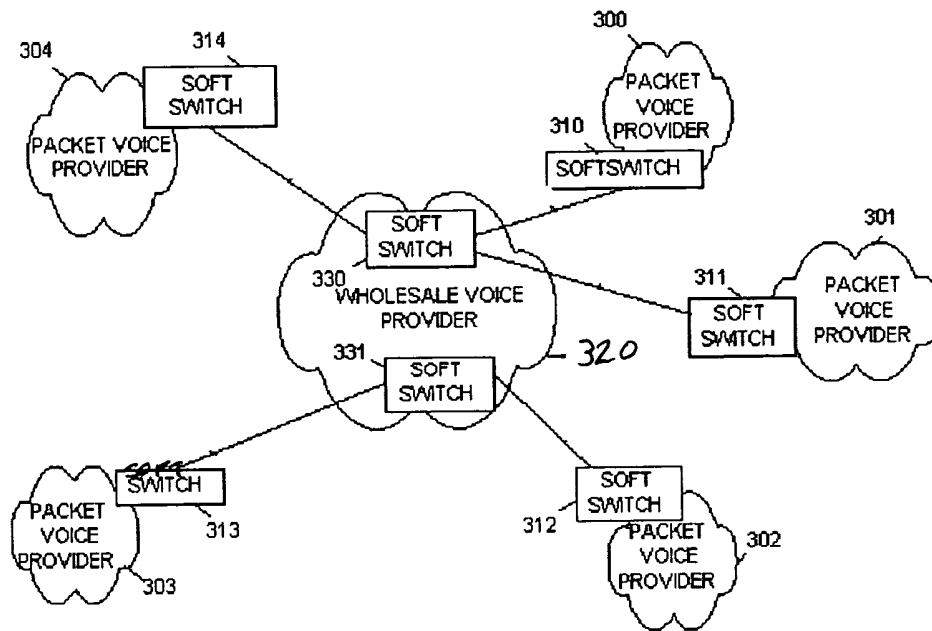 304
314
SOFT
SWITCH
PACKET VOICE
PROVIDER
300
PACKET
VOICE
PROVIDER
310
SOFTSWITCH
SOFT
SWITCH
330
WHOLESALE VOICE
PROVIDER
320
301
311
PACKET
VOICE
PROVIDER
SOFT
SWITCH
331
SOFT
SWITCH
SWITCH
313
PACKET
VOICE
PROVIDER
303
SOFT
SWITCH
312
PACKET
VOICE
PROVIDER
302